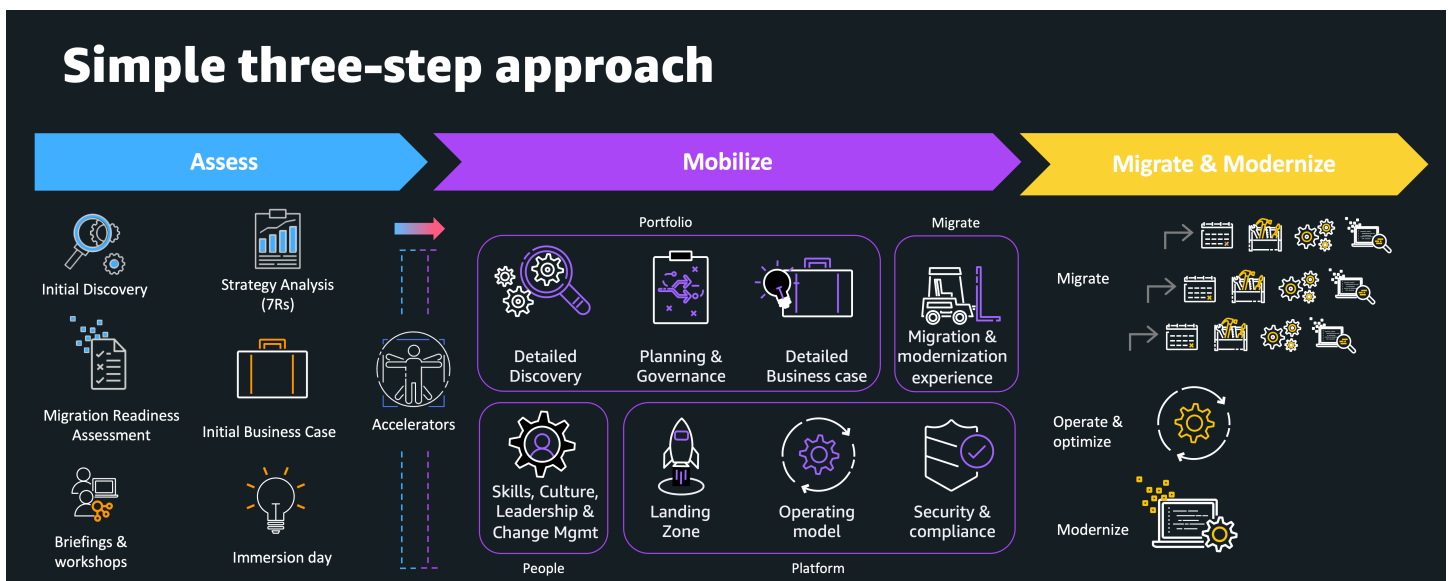 Simple three-step approach
Assess
Mobilize
Migrate & Modernize
Initial Discovery
Strategy Analysis
(7Rs)
Migration Readiness
Assessment
Initial Business Case
Briefings &
workshops
Immersion day
Accelerators
Portfolio
Detailed
Discovery
Planning &
Governance
Detailed
Business case
Migrate
Migration &
modernization
experience
Skills, Culture,
Leadership &
Change Mgmt
People
Landing
Zone
Operating
model
Security &
compliance
Platform
Migrate
Operate &
optimize
Modernize